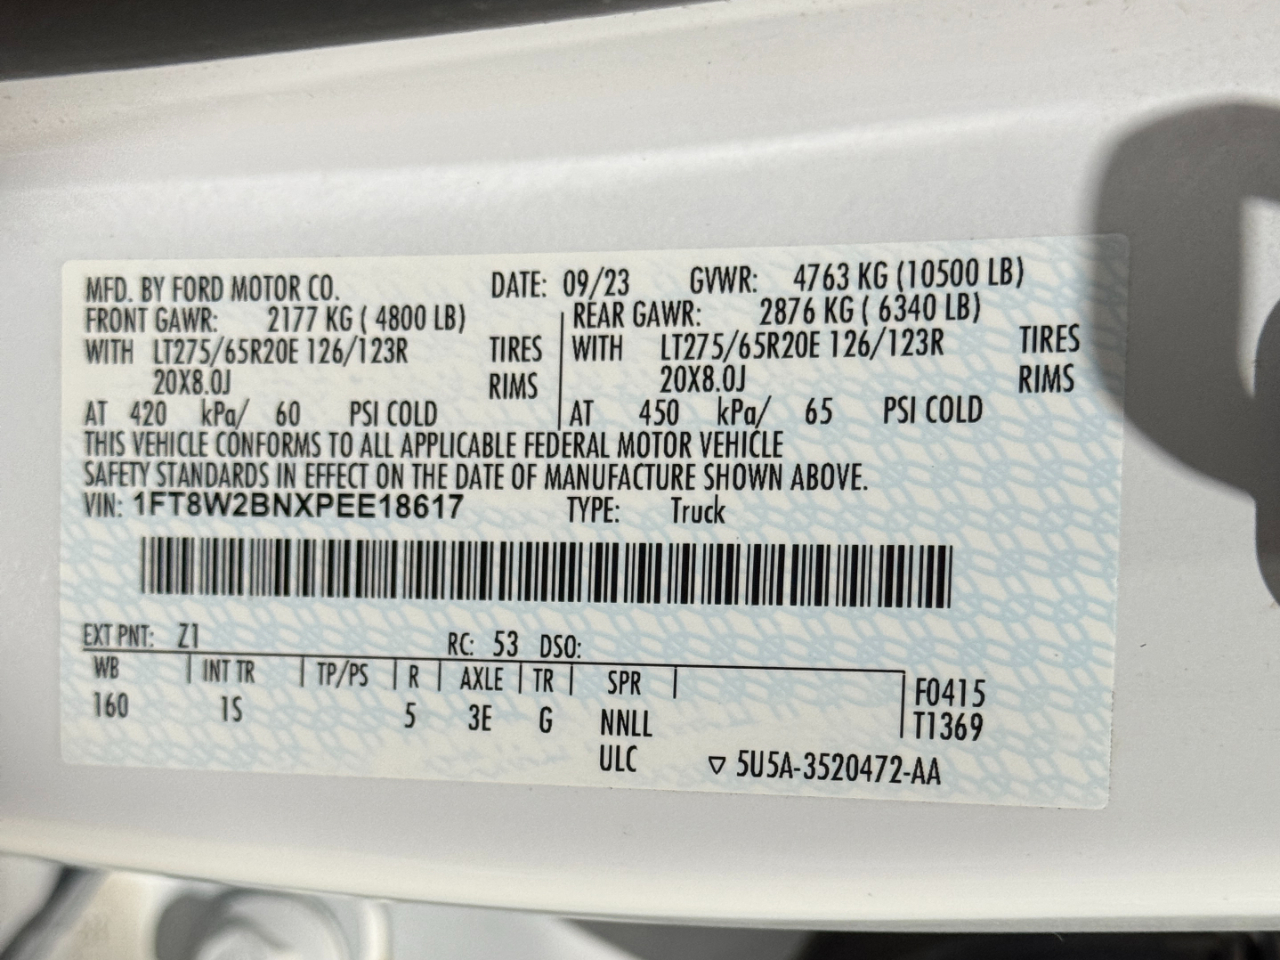 MFD. BY FORD MOTOR CO. DATE: 09/23 GVWR: 4763 KG (10500 LB)
FRONT GAWR: 2177 KG ( 4800 LB) REAR GAWR: 2876 KG ( 6340 LB)
WITH LT275/65R20E 126/123R TIRES WITH LT275/65R20E 126/123R TIRES
20X8.0J RIMS 20X8.0J RIMS
AT 420 kPa/ 60 PSI COLD AT 450 kPa/ 65 PSI COLD
THIS VEHICLE CONFORMS TO ALL APPLICABLE FEDERAL MOTOR VEHICLE
SAFETY STANDARDS IN EFFECT ON THE DATE OF MANUFACTURE SHOWN ABOVE.
VIN: 1FT8W2BNXPEE18617 TYPE: Truck
EXT PNT: Z1 RC: 53 DSO:
WB INT TR TP/PS R AXLE TR SPR F0415
160 1S 5 3E G NNLL T1369
ULC ▽ 5U5A-3520472-AA